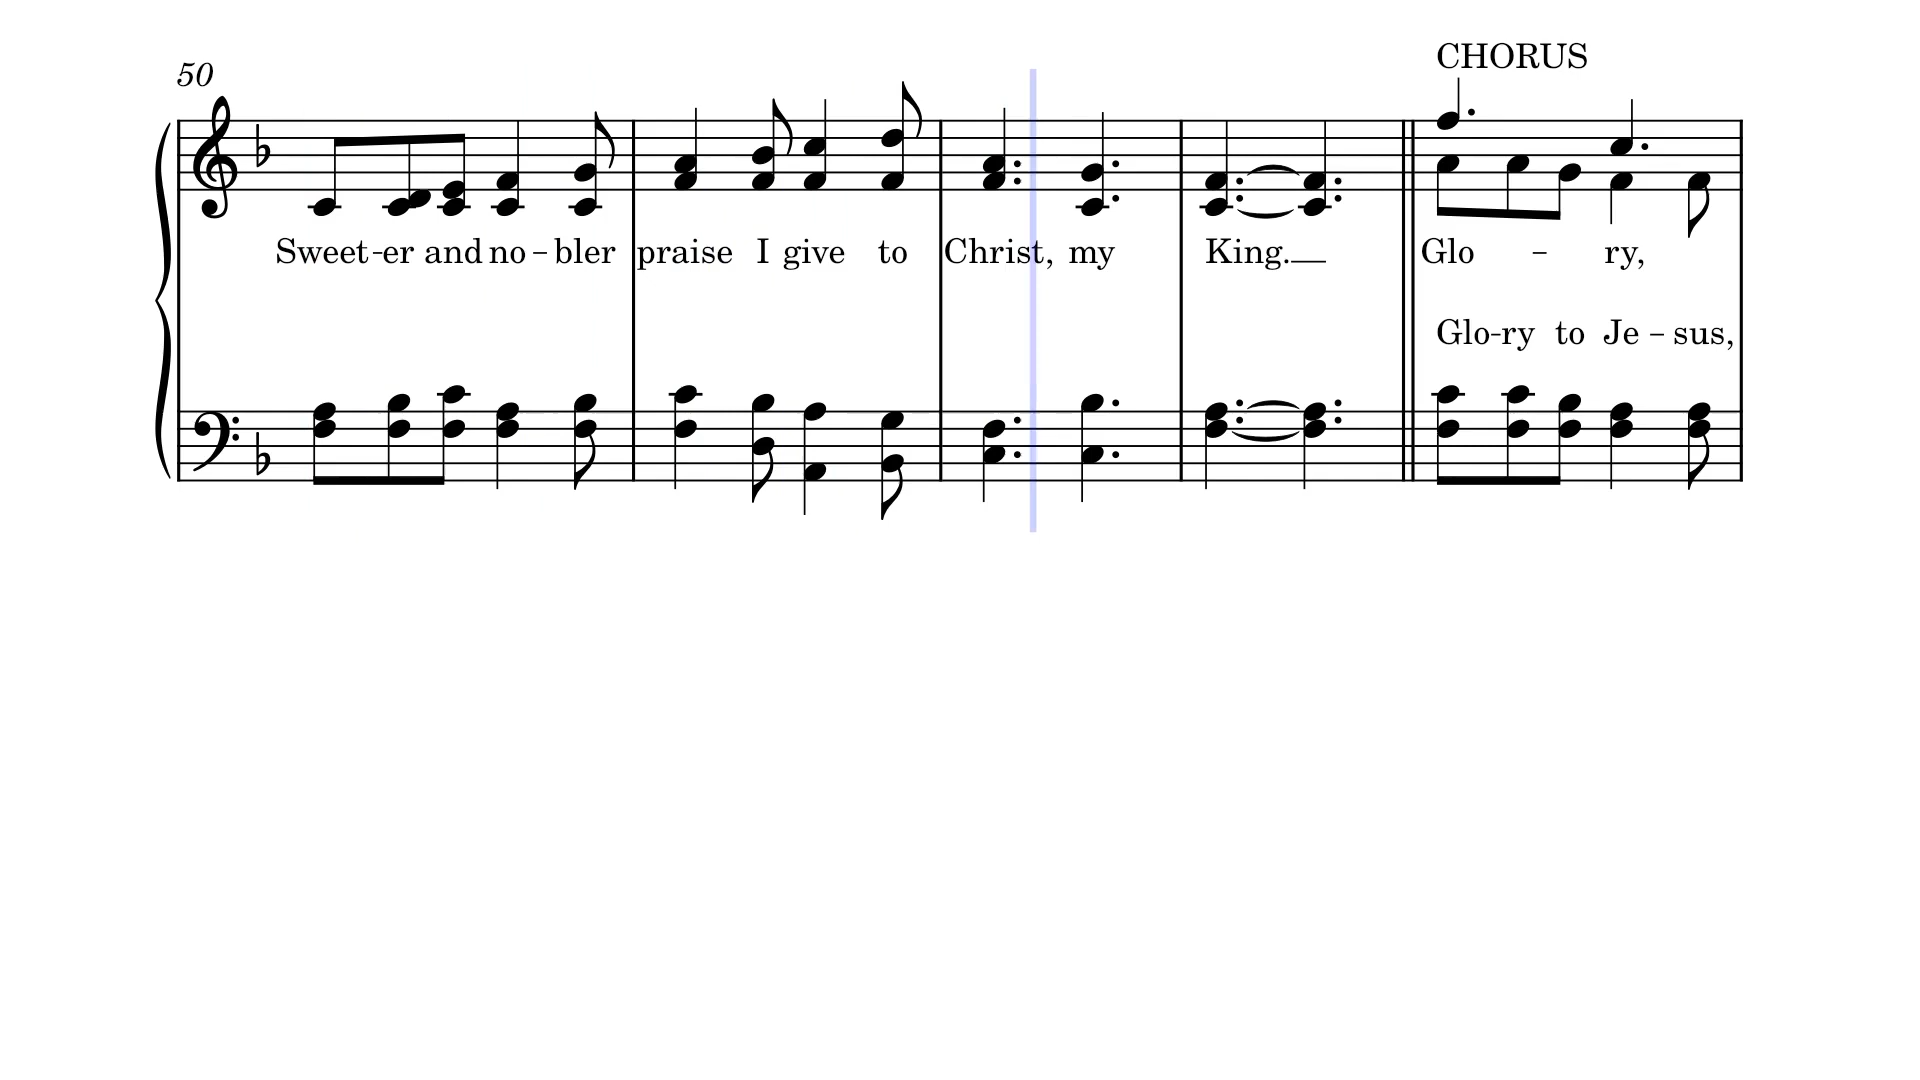 CHORUS
50
Sweet-er and no-bler praise I give to Christ, my King. Glo - ry,
Glo-ry to Je-sus,